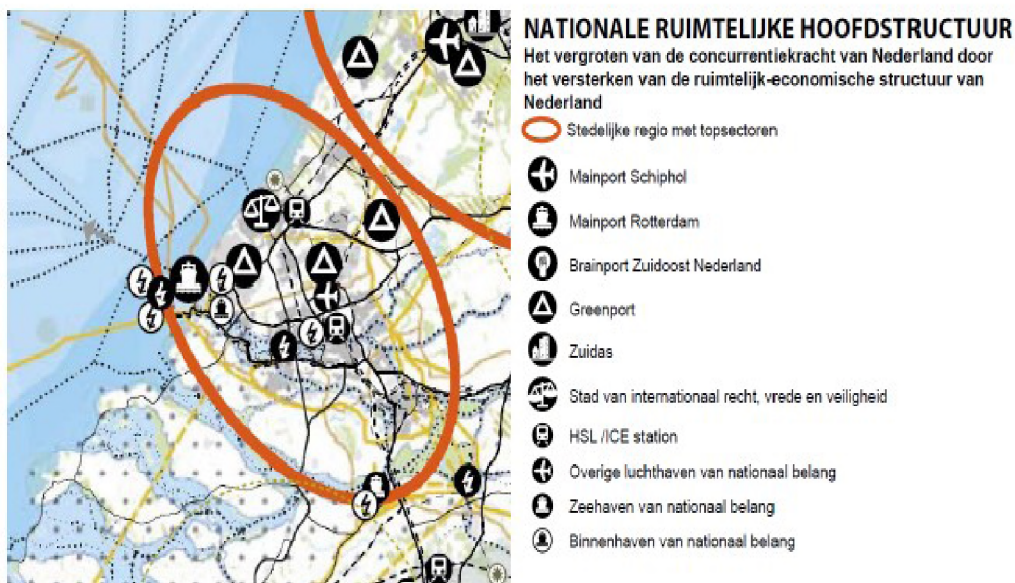 NATIONALE RUIMTELIJKE HOOFDSTRUCTUUR
Het vergroten van de concurrentiekracht van Nederland door
het versterken van de ruimtelijk-economische structuur van
Nederland
Stedelijke regio met topsectoren
Mainport Schiphol
Mainport Rotterdam
Brainport Zuidoost Nederland
Greenport
Zuidas
Stad van internationaal recht, vrede en veiligheid
HSL /ICE station
Overige luchthaven van nationaal belang
Zeehaven van nationaal belang
Binnenhaven van nationaal belang